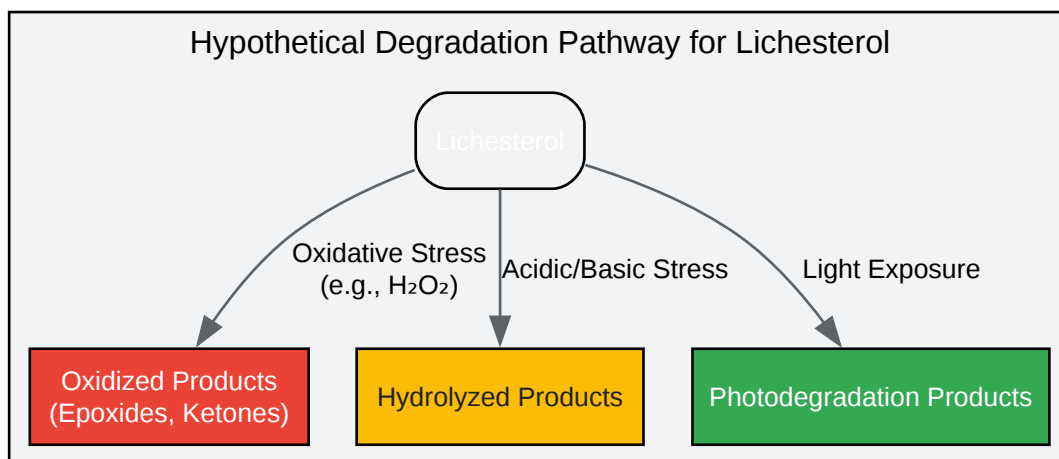 Hypothetical Degradation Pathway for Lichesterol
Lichesterol
Oxidative Stress
(e.g., H₂O₂)
Acidic/Basic Stress
Light Exposure
Oxidized Products
(Epoxides, Ketones)
Hydrolyzed Products
Photodegradation Products